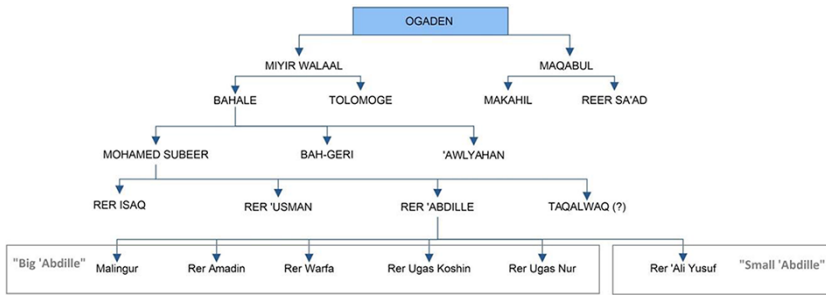 OGADEN
MIYIR WALAAL MAQABUL
BAHALE TOLOMOGE MAKAHIL REER SA'AD
MOHAMED SUBEER BAH-GERI 'AWLYAHAN
RER ISAQ RER 'USMAN RER 'ABDILLE TAQALWAQ (?)
"Big 'Abdille" Malingur Rer Amadin Rer Warfa Rer Ugas Koshin Rer Ugas Nur Rer 'Ali Yusuf "Small 'Abdille"